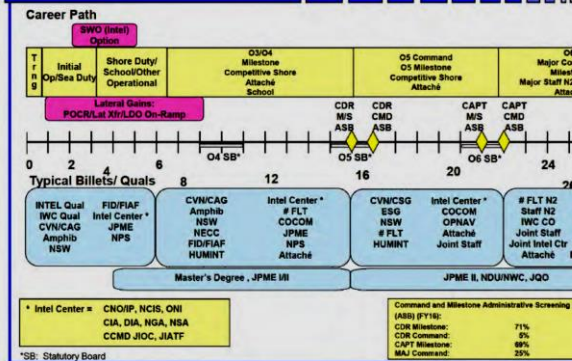 Career Path
SWO (Intel)
Option
T
r
n
g
Initial
Op/Sea Duty
Shore Duty/
School/Other
Operational
O3/O4
Milestone
Competitive Shore
Attaché
School
O5 Command
O5 Milestone
Competitive Shore
Attaché
Major Co
Major Staff N2
Lateral Gains:
POCR/Lat Xfr/LDO On-Ramp
CDR
M/S
ASB
CDR
CMD
ASB
CAPT
M/S
ASB
CAPT
CMD
ASB
O4 SB*
O5 SB*
O6 SB*
0 2 4 6 8 12 16 20 24
Typical Billets/ Quals
INTEL Qual
IWC Qual
CVN/CAG
Amphib
NSW
FID/FIAF
Intel Center *
JPME
NPS
CVN/CAG
Amphib
NSW
NECC
FID/FIAF
HUMINT
Intel Center *
# FLT
COCOM
JPME
NPS
Attaché
CVN/CSG
ESG
NSW
# FLT
HUMINT
Intel Center *
COCOM
OPNAV
Attaché
Joint Staff
# FLT N2
Staff N2
IWC CO
Joint Staff
Joint Intel Ctr
Attaché
Master's Degree , JPME I/II
JPME II, NDU/NWC, JQO
* Intel Center = CNO/IP, NCIS, ONI
CIA, DIA, NGA, NSA
CCMD JIOC, JIATF
*SB: Statutory Board
Command and Milestone Administrative Screening
(ASB) (FY16):
CDR Milestone: 71%
CDR Command: 5%
CAPT Milestone: 69%
MAJ Command: 25%